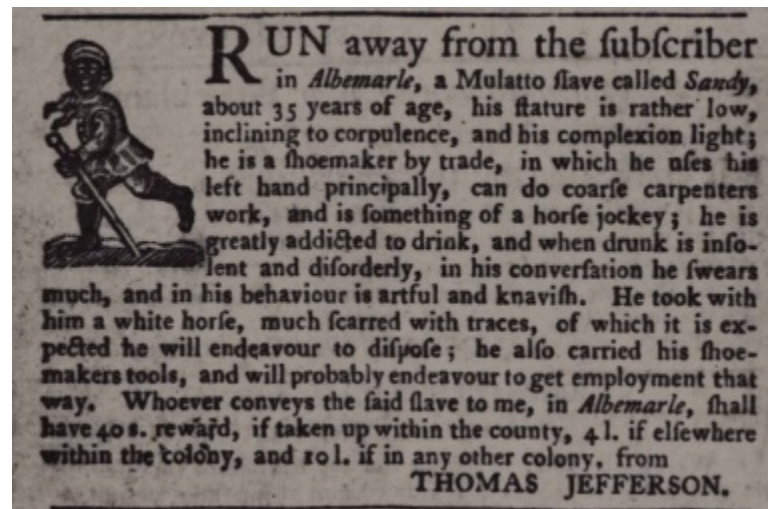 RUN away from the ſubſcriber
in Albemarle, a Mulatto ſlave called Sandy,
about 35 years of age, his ſtature is rather low,
inclining to corpulence, and his complexion light;
he is a ſhoemaker by trade, in which he uſes his
left hand principally, can do coarſe carpenters
work, and is ſomething of a horſe jockey; he is
greatly addicted to drink, and when drunk is inſo-
lent and diſorderly, in his converſation he ſwears
much, and in his behaviour is artful and knaviſh. He took with
him a white horſe, much ſcarred with traces, of which it is ex-
pected he will endeavour to diſpoſe; he alſo carried his ſhoe-
makers tools, and will probably endeavour to get employment that
way. Whoever conveys the ſaid ſlave to me, in Albemarle, ſhall
have 40 s. reward, if taken up within the county, 4 l. if elſewhere
within the colony, and 10 l. if in any other colony, from
THOMAS JEFFERSON.